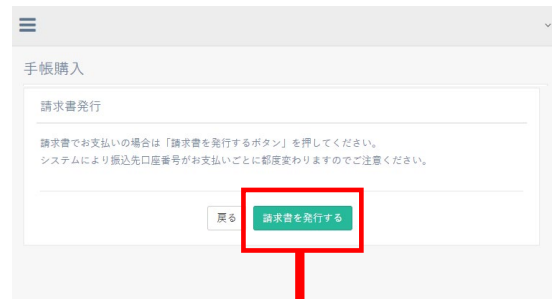 手帳購入
請求書発行
請求書でお支払いの場合は「請求書を発行するボタン」を押してください。
システムにより振込先口座番号がお支払いごとに都度変わりますのでご注意ください。
戻る 請求書を発行する